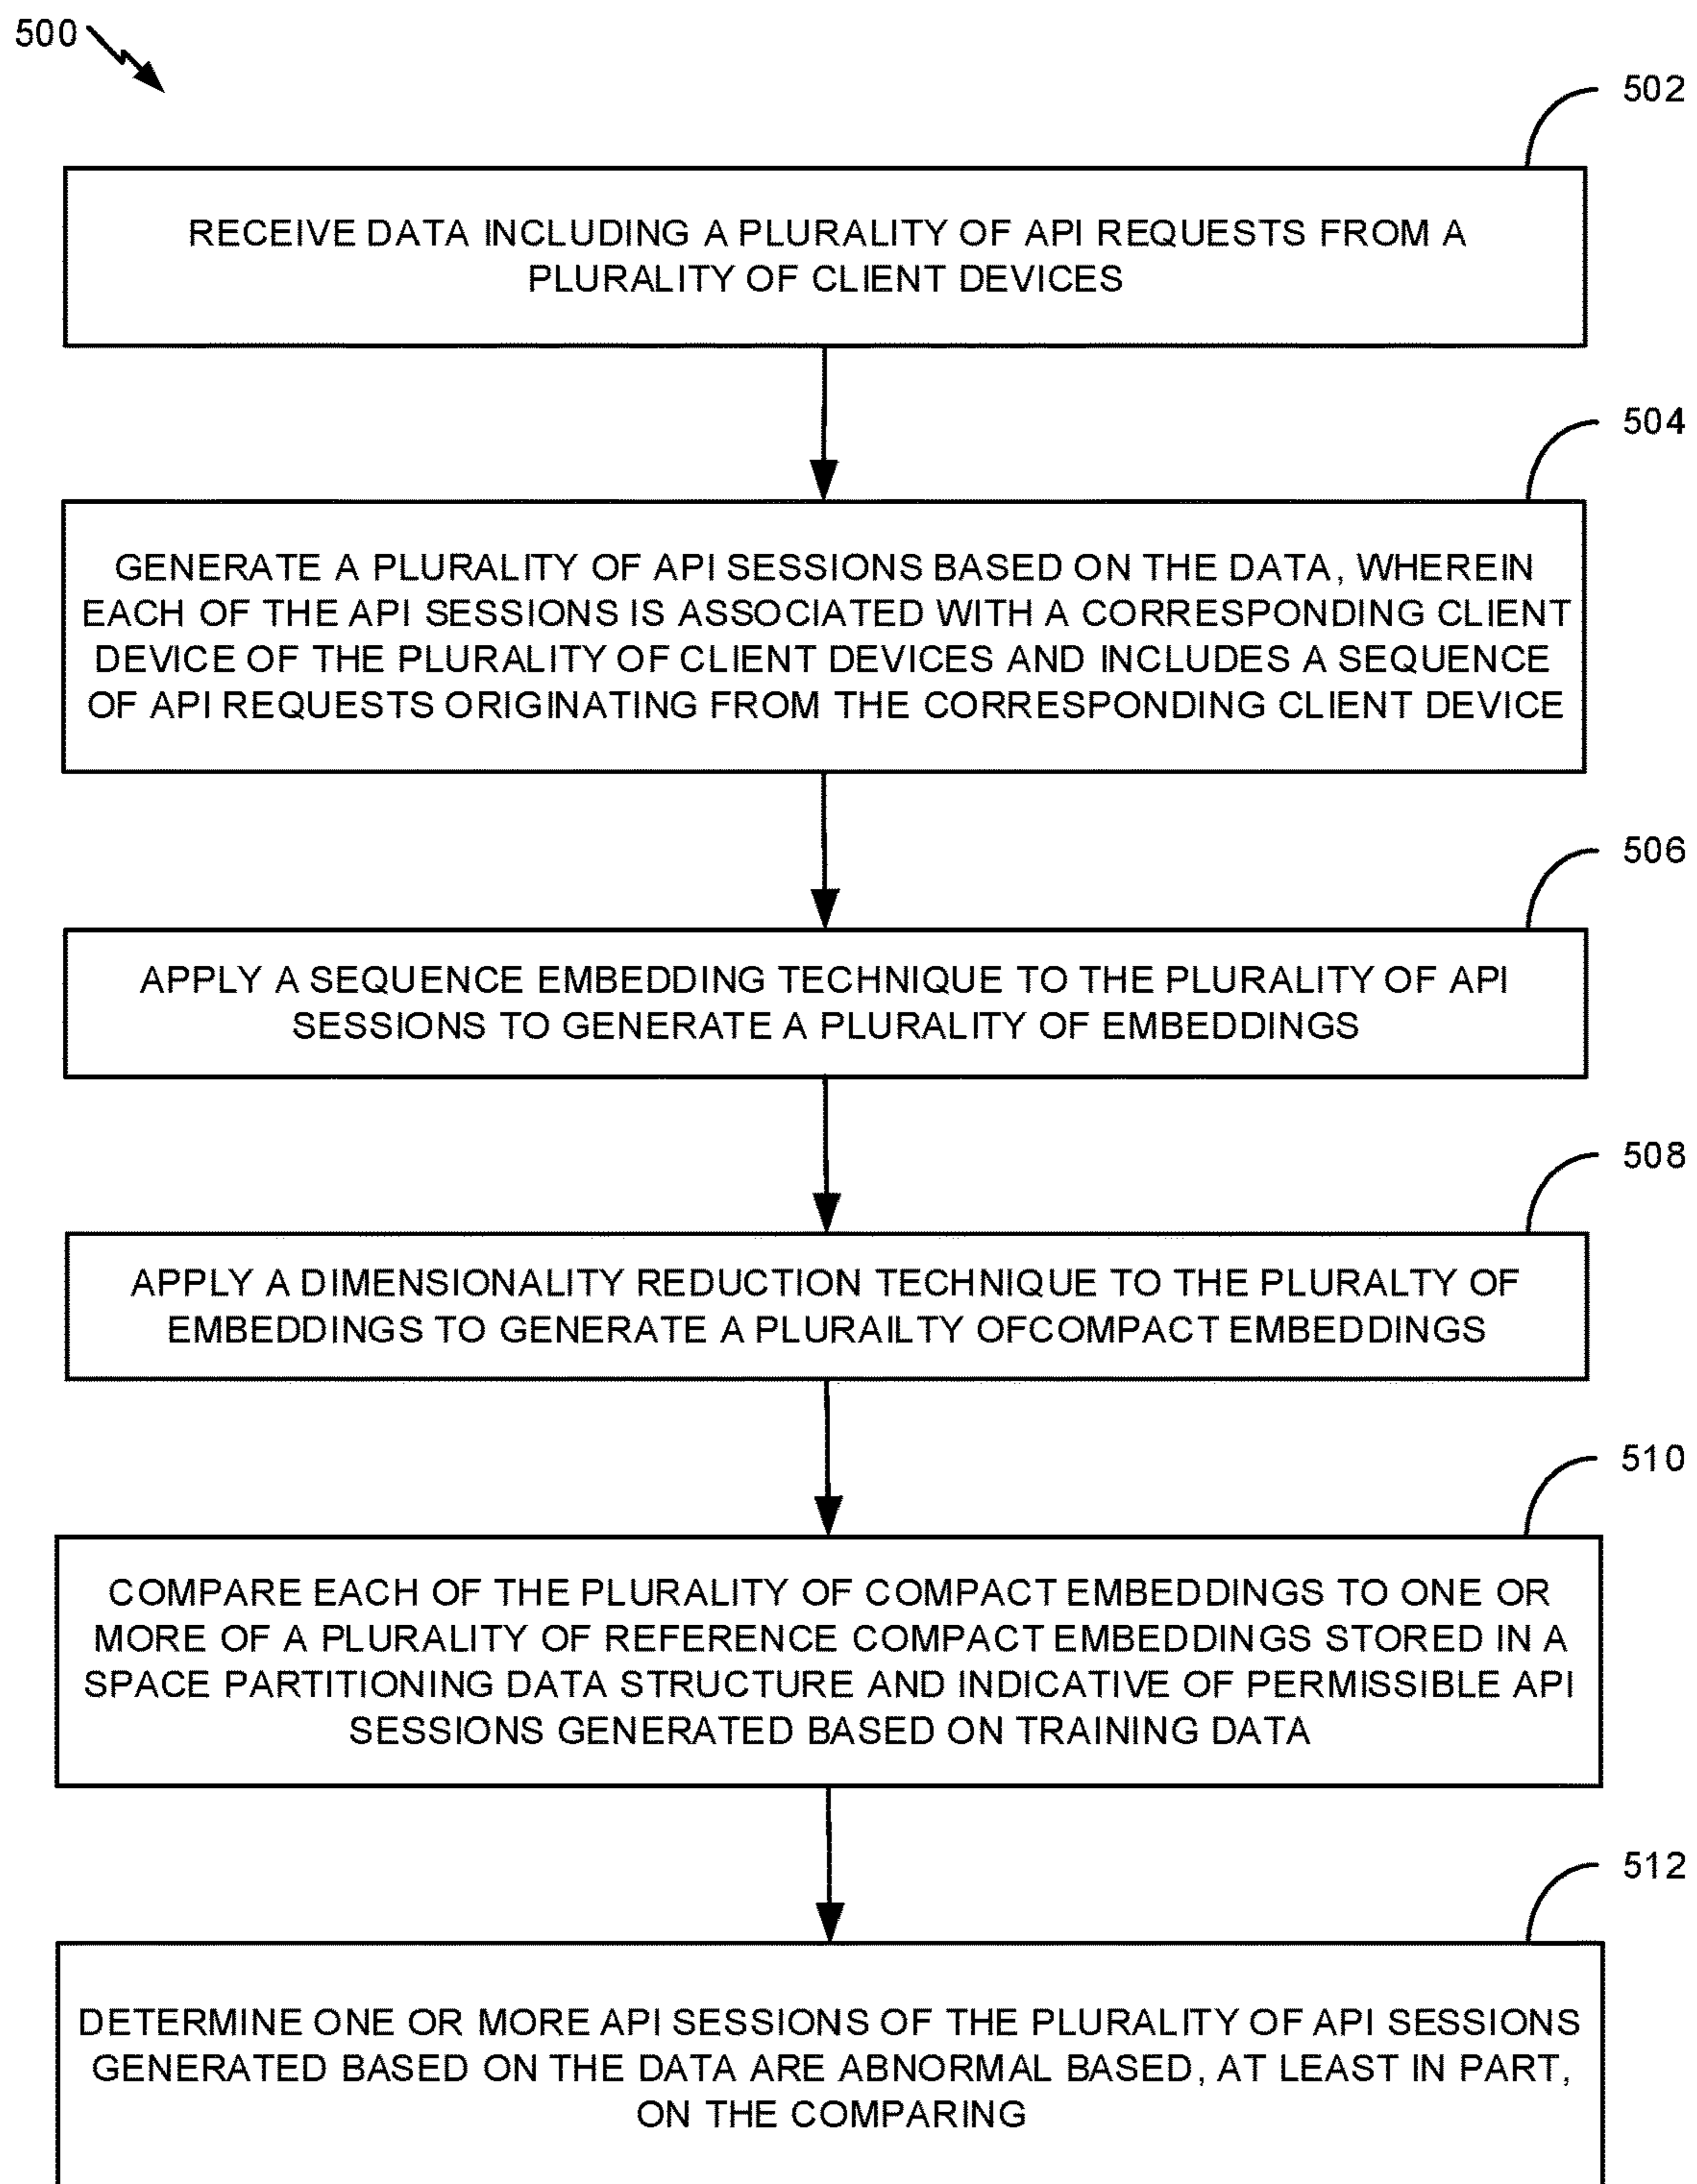 500
502
RECEIVE DATA INCLUDING A PLURALITY OF API REQUESTS FROM A
PLURALITY OF CLIENT DEVICES
504
GENERATE A PLURALITY OF API SESSIONS BASED ON THE DATA, WHEREIN
EACH OF THE API SESSIONS IS ASSOCIATED WITH A CORRESPONDING CLIENT
DEVICE OF THE PLURALITY OF CLIENT DEVICES AND INCLUDES A SEQUENCE
OF API REQUESTS ORIGINATING FROM THE CORRESPONDING CLIENT DEVICE
506
APPLY A SEQUENCE EMBEDDING TECHNIQUE TO THE PLURALITY OF API
SESSIONS TO GENERATE A PLURALITY OF EMBEDDINGS
508
APPLY A DIMENSIONALITY REDUCTION TECHNIQUE TO THE PLURALTY OF
EMBEDDINGS TO GENERATE A PLURAILTY OFCOMPACT EMBEDDINGS
510
COMPARE EACH OF THE PLURALITY OF COMPACT EMBEDDINGS TO ONE OR
MORE OF A PLURALITY OF REFERENCE COMPACT EMBEDDINGS STORED IN A
SPACE PARTITIONING DATA STRUCTURE AND INDICATIVE OF PERMISSIBLE API
SESSIONS GENERATED BASED ON TRAINING DATA
512
DETERMINE ONE OR MORE API SESSIONS OF THE PLURALITY OF API SESSIONS
GENERATED BASED ON THE DATA ARE ABNORMAL BASED, AT LEAST IN PART,
ON THE COMPARING